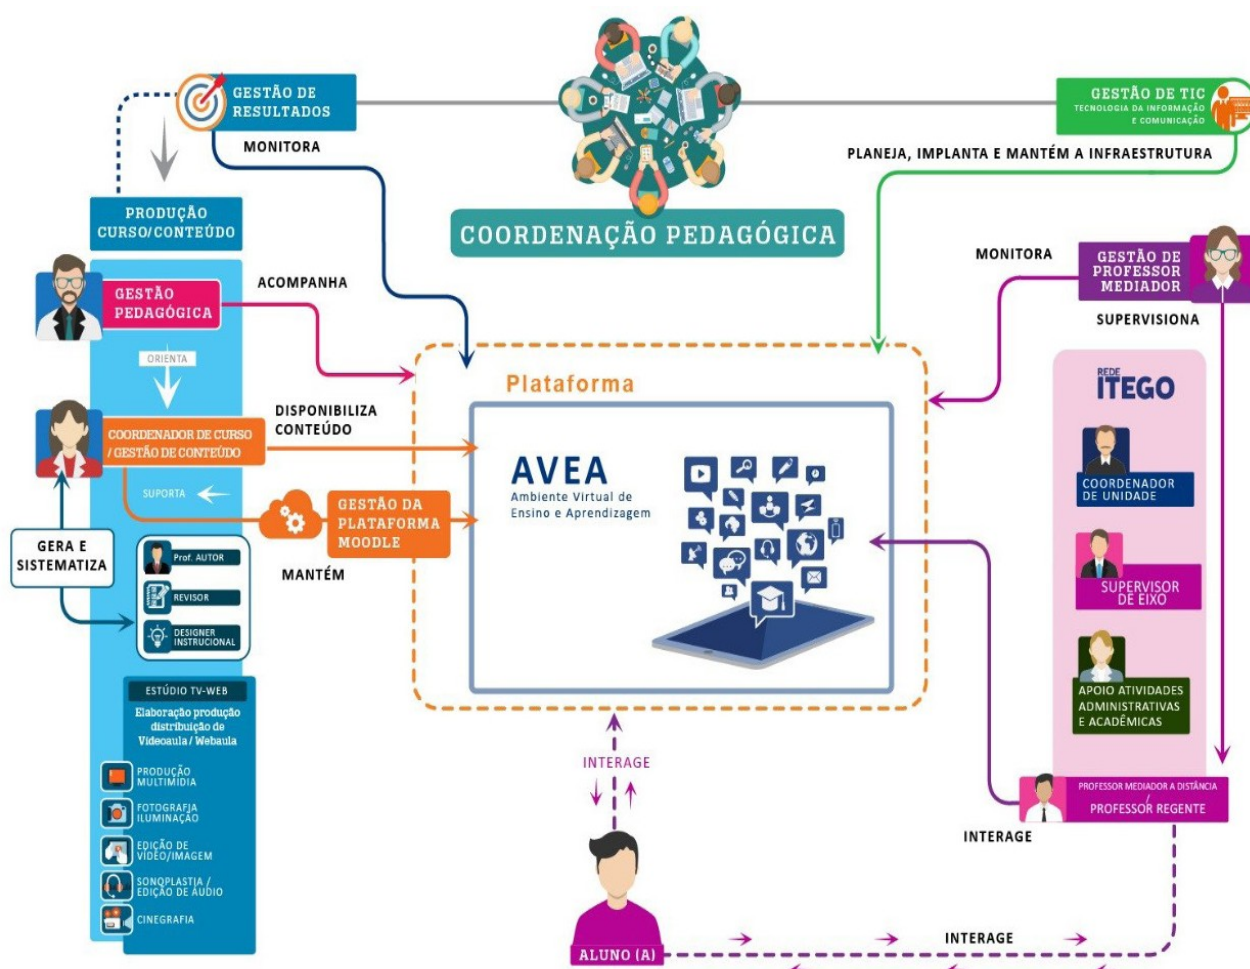 GESTÃO DE
RESULTADOS
MONITORA
GESTÃO DE TIC
TECNOLOGIA DA INFORMAÇÃO
E COMUNICAÇÃO
PLANEJA, IMPLANTA E MANTÉM A INFRAESTRUTURA
COORDENAÇÃO PEDAGÓGICA
PRODUÇÃO
CURSO/CONTEÚDO
GESTÃO
PEDAGÓGICA
ACOMPANHA
ORIENTA
COORDENADOR DE CURSO
/ GESTÃO DE CONTEÚDO
DISPONIBILIZA
CONTEÚDO
SUPORTA
GESTÃO DA
PLATAFORMA
MOODLE
MANTÉM
GERA E
SISTEMATIZA
Prof. AUTOR
REVISOR
DESIGNER
INSTRUCIONAL
ESTÚDIO TV-WEB
Elaboração produção
distribuição de
Videoaula / Webaula
PRODUÇÃO
MULTIMÍDIA
FOTOGRAFIA
ILUMINAÇÃO
EDIÇÃO DE
VÍDEO/IMAGEM
SONOPLASTIA /
EDIÇÃO DE ÁUDIO
CINEGRAFIA
Plataforma
AVEA
Ambiente Virtual de
Ensino e Aprendizagem
MONITORA
GESTÃO DE
PROFESSOR
MEDIADOR
SUPERVISIONA
REDE
ITEGO
COORDENADOR
DE UNIDADE
SUPERVISOR
DE EIXO
APOIO ATIVIDADES
ADMINISTRATIVAS
E ACADÊMICAS
PROFESSOR MEDIADOR A DISTÂNCIA
/
PROFESSOR REGENTE
INTERAGE
INTERAGE
ALUNO (A)
INTERAGE